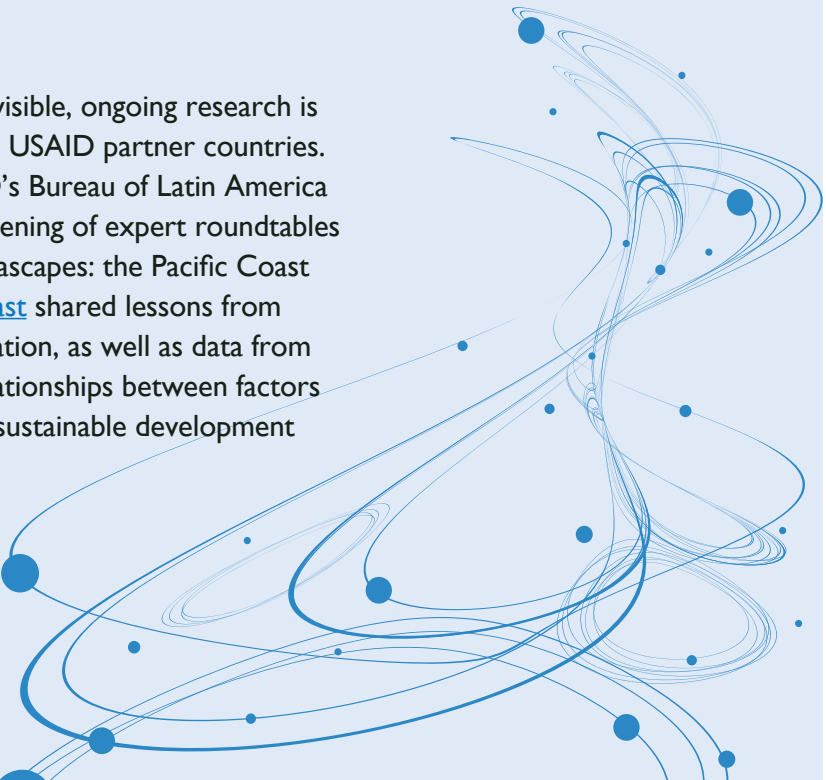 visible, ongoing research is
USAID partner countries.
's Bureau of Latin America
ening of expert roundtables
ascapes: the Pacific Coast
ast shared lessons from
ation, as well as data from
ationships between factors
sustainable development